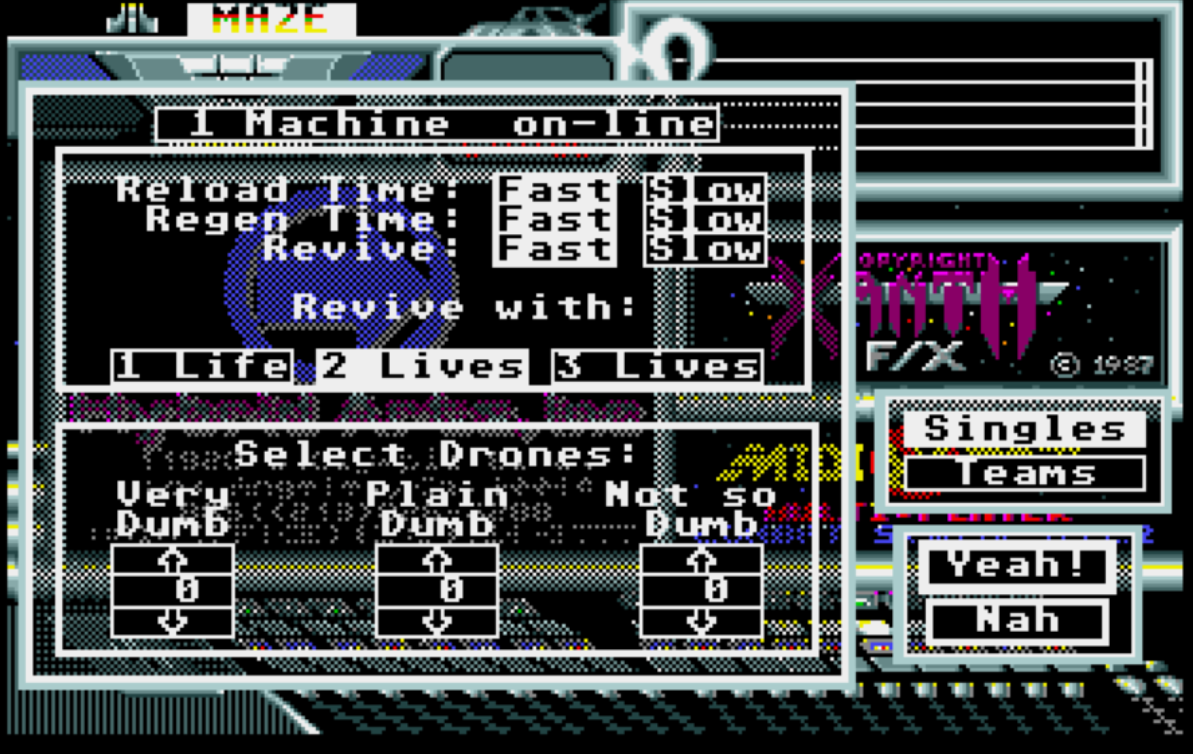 MAZE
1 Machine on-line
Reload Time: Fast Slow
Regen Time: Fast Slow
Revive: Fast Slow
Revive with:
1 Life 2 Lives 3 Lives
COPYRIGHT
XANTH
F/X © 1987
Singles
Teams
Select Drones:
Very Plain Not so
Dumb Dumb Dumb
0 0 0
MIDI
Yeah!
Nah